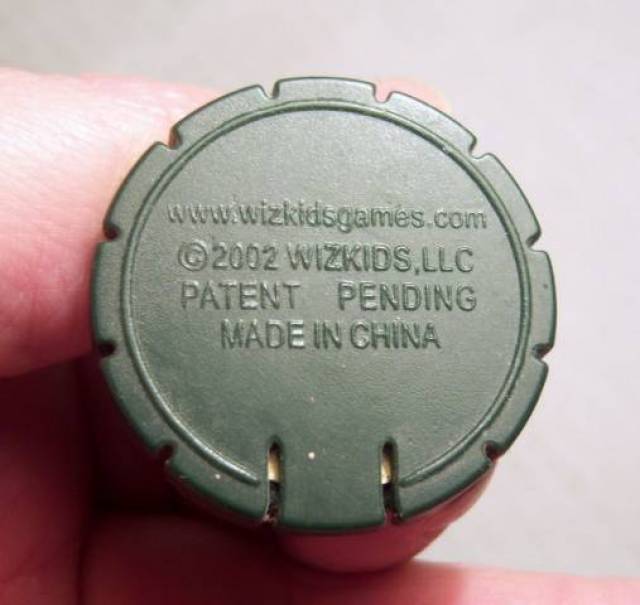 www.wizkidsgames.com
©2002 WIZKIDS,LLC
PATENT PENDING
MADE IN CHINA